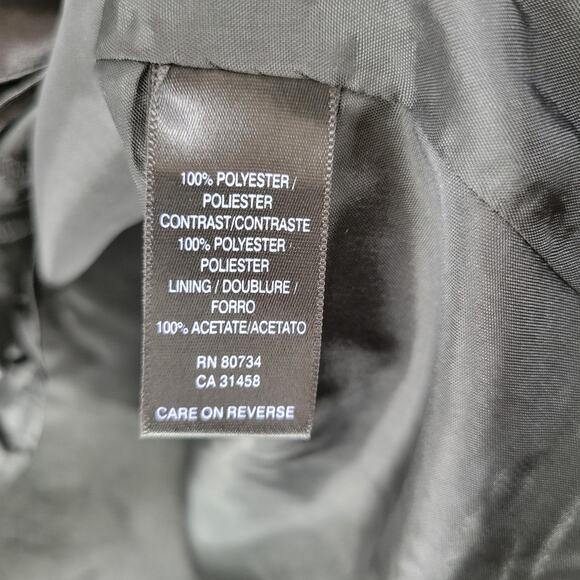 100% POLYESTER /
POLIESTER
CONTRAST/CONTRASTE
100% POLYESTER
POLIESTER
LINING / DOUBLURE /
FORRO
100% ACETATE/ACETATO
RN 80734
CA 31458
CARE ON REVERSE